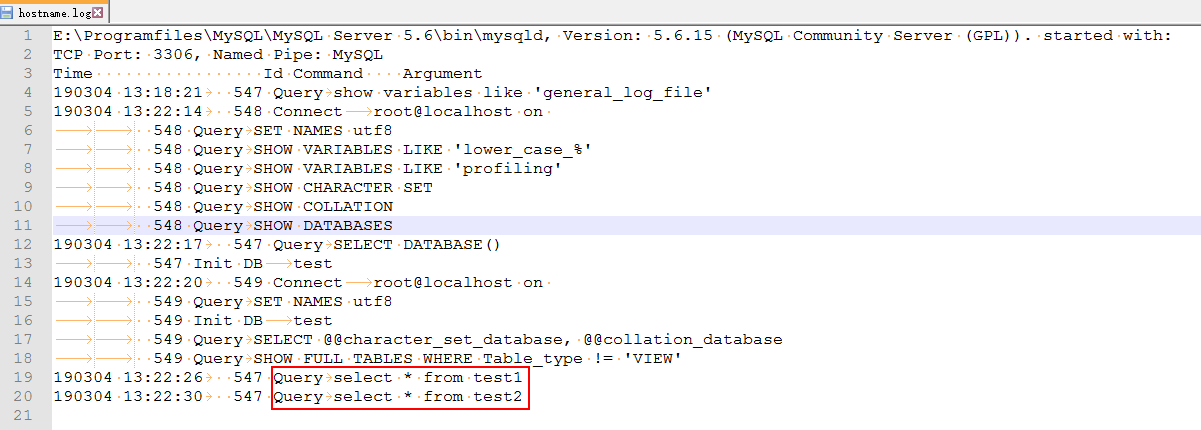 hostname.log
1 E:\Programfiles\MySQL\MySQL Server 5.6\bin\mysqld, Version: 5.6.15 (MySQL Community Server (GPL)). started with:
2 TCP Port: 3306, Named Pipe: MySQL
3 Time                 Id Command    Argument
4 190304 13:18:21   547 Query show variables like 'general_log_file'
5 190304 13:22:14   548 Connect root@localhost on
6 548 Query SET NAMES utf8
7 548 Query SHOW VARIABLES LIKE 'lower_case_%'
8 548 Query SHOW VARIABLES LIKE 'profiling'
9 548 Query SHOW CHARACTER SET
10 548 Query SHOW COLLATION
11 548 Query SHOW DATABASES
12 190304 13:22:17   547 Query SELECT DATABASE()
13 547 Init DB test
14 190304 13:22:20   549 Connect root@localhost on
15 549 Query SET NAMES utf8
16 549 Init DB test
17 549 Query SELECT @@character_set_database, @@collation_database
18 549 Query SHOW FULL TABLES WHERE Table_type != 'VIEW'
19 190304 13:22:26   547 Query select * from test1
20 190304 13:22:30   547 Query select * from test2
21